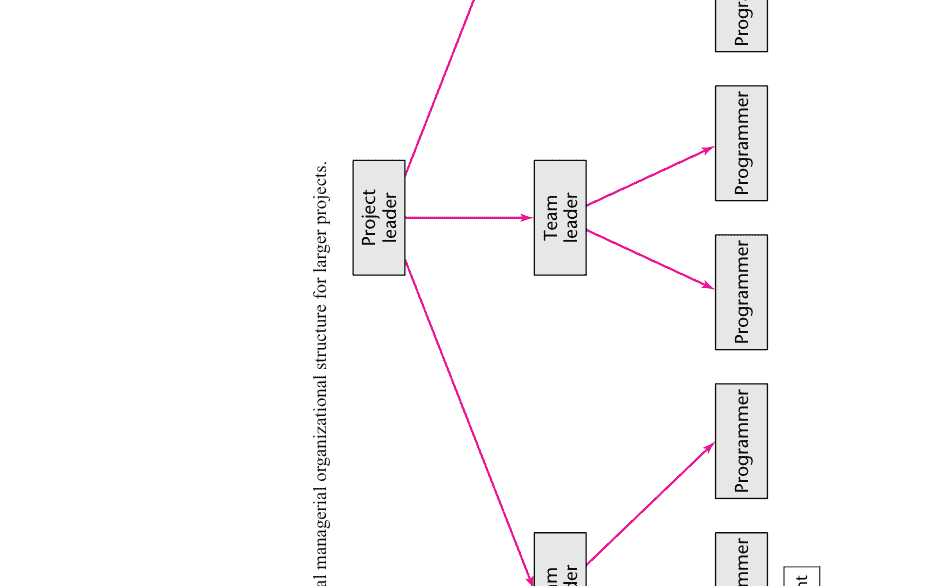 al managerial organizational structure for larger projects.
Project
leader
Team
leader
Programmer
Programmer
Programmer